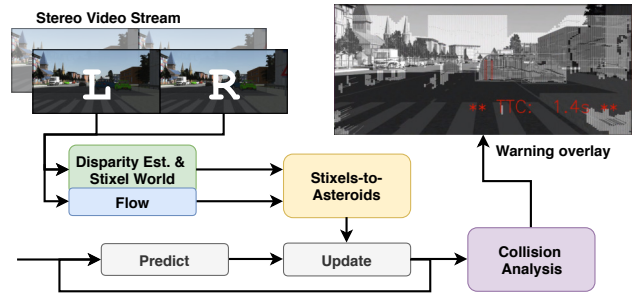 Stereo Video Stream
L R
** TTC: 1.4s **
Warning overlay
Disparity Est. &
Stixel World
Flow
Stixels-to-
Asteroids
Predict
Update
Collision
Analysis